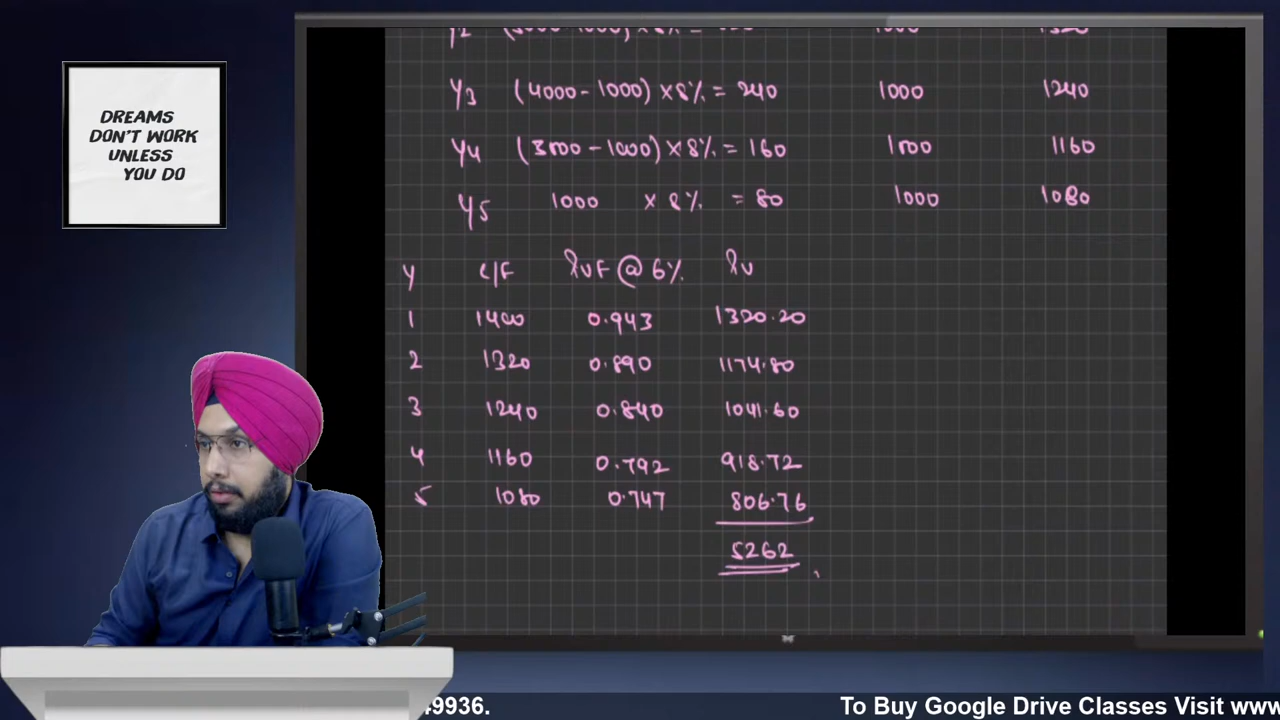 DREAMS
DON'T WORK
UNLESS
YOU DO
Y3 (4000-1000) x 8% = 240 1000 1240
Y4 (3000-1000) x 8% = 160 1000 1160
Y5 1000 x 8% = 80 1000 1080
Y C/F PVF @ 6% PV
1 1400 0.943 1320.20
2 1320 0.890 1174.80
3 1240 0.840 1041.60
4 1160 0.792 918.72
5 1080 0.747 806.76
5262
49936. To Buy Google Drive Classes Visit www